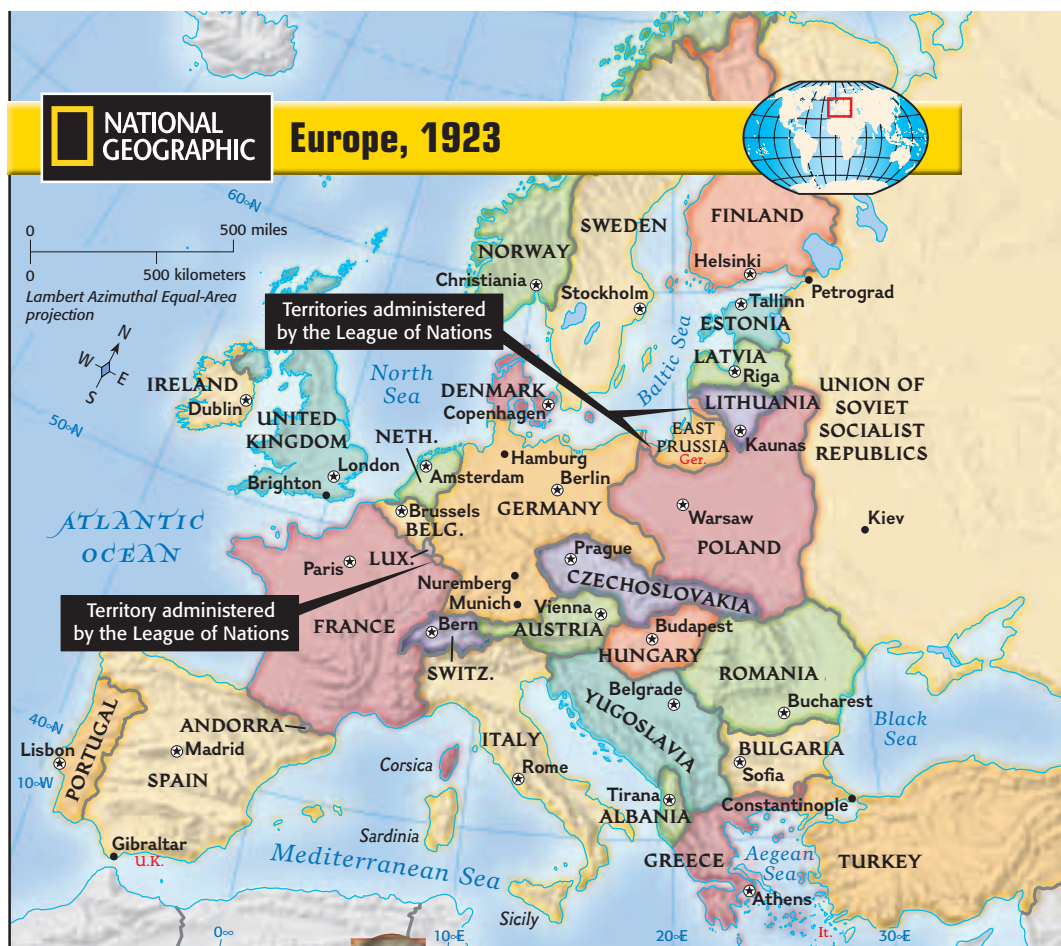 NATIONAL
GEOGRAPHIC
Europe, 1923
60°N
0
500 miles
0
500 kilometers
Lambert Azimuthal Equal-Area
projection
N
W
E
S
50°N
NORWAY
Christiania
SWEDEN
Stockholm
FINLAND
Helsinki
Petrograd
Tallinn
ESTONIA
LATVIA
Riga
LITHUANIA
Kaunas
Territories administered
by the League of Nations
Baltic Sea
EAST
PRUSSIA
Ger.
UNION OF
SOVIET
SOCIALIST
REPUBLICS
North
Sea
DENMARK
Copenhagen
IRELAND
Dublin
UNITED
KINGDOM
London
Brighton
NETH.
Amsterdam
Hamburg
Berlin
GERMANY
Brussels
BELG.
LUX.
Warsaw
POLAND
Kiev
ATLANTIC
OCEAN
Paris
FRANCE
Prague
CZECHOSLOVAKIA
Nuremberg
Munich
Territory administered
by the League of Nations
Vienna
AUSTRIA
Budapest
HUNGARY
Bern
SWITZ.
ROMANIA
Bucharest
Belgrade
YUGOSLAVIA
Black
Sea
BULGARIA
Sofia
40°N
10°W
Lisbon
PORTUGAL
ANDORRA
Madrid
SPAIN
Corsica
ITALY
Rome
Tirana
ALBANIA
Constantinople
Gibraltar
U.K.
Sardinia
Mediterranean Sea
Sicily
GREECE
Aegean
Sea
Athens
TURKEY
It.
0°
10°E
20°E
30°E